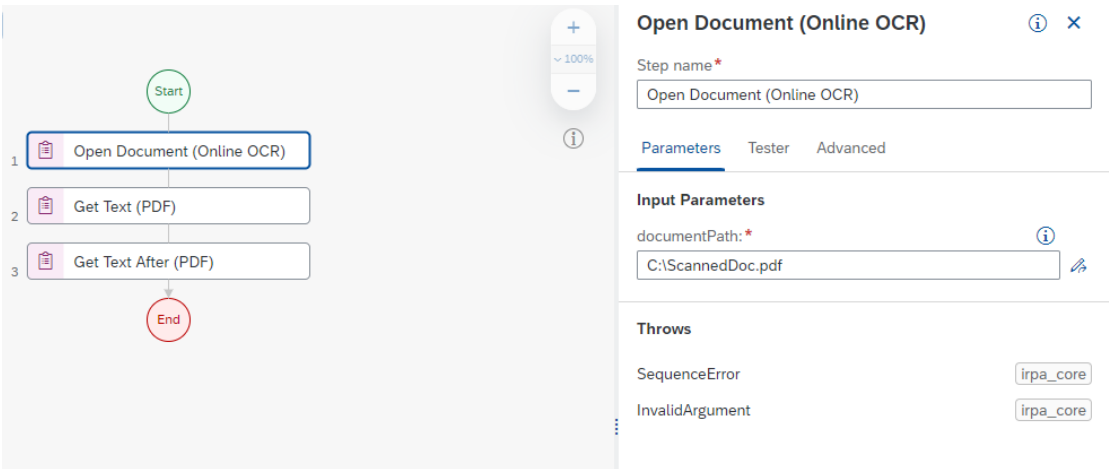 Start
1 Open Document (Online OCR)
2 Get Text (PDF)
3 Get Text After (PDF)
End
+
100%
−
Open Document (Online OCR)
Step name*
Open Document (Online OCR)
Parameters Tester Advanced
Input Parameters
documentPath:*
C:\ScannedDoc.pdf
Throws
SequenceError irpa_core
InvalidArgument irpa_core